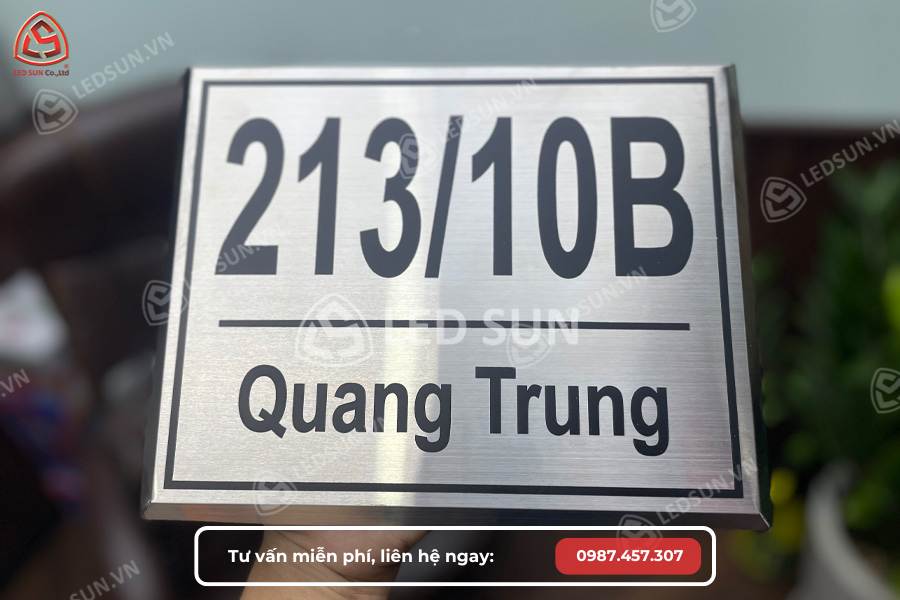 LED SUN Co.,Ltd
LEDSUN.VN
213/10B
LED SUN
Quang Trung
Tư vấn miễn phí, liên hệ ngay:
0987.457.307